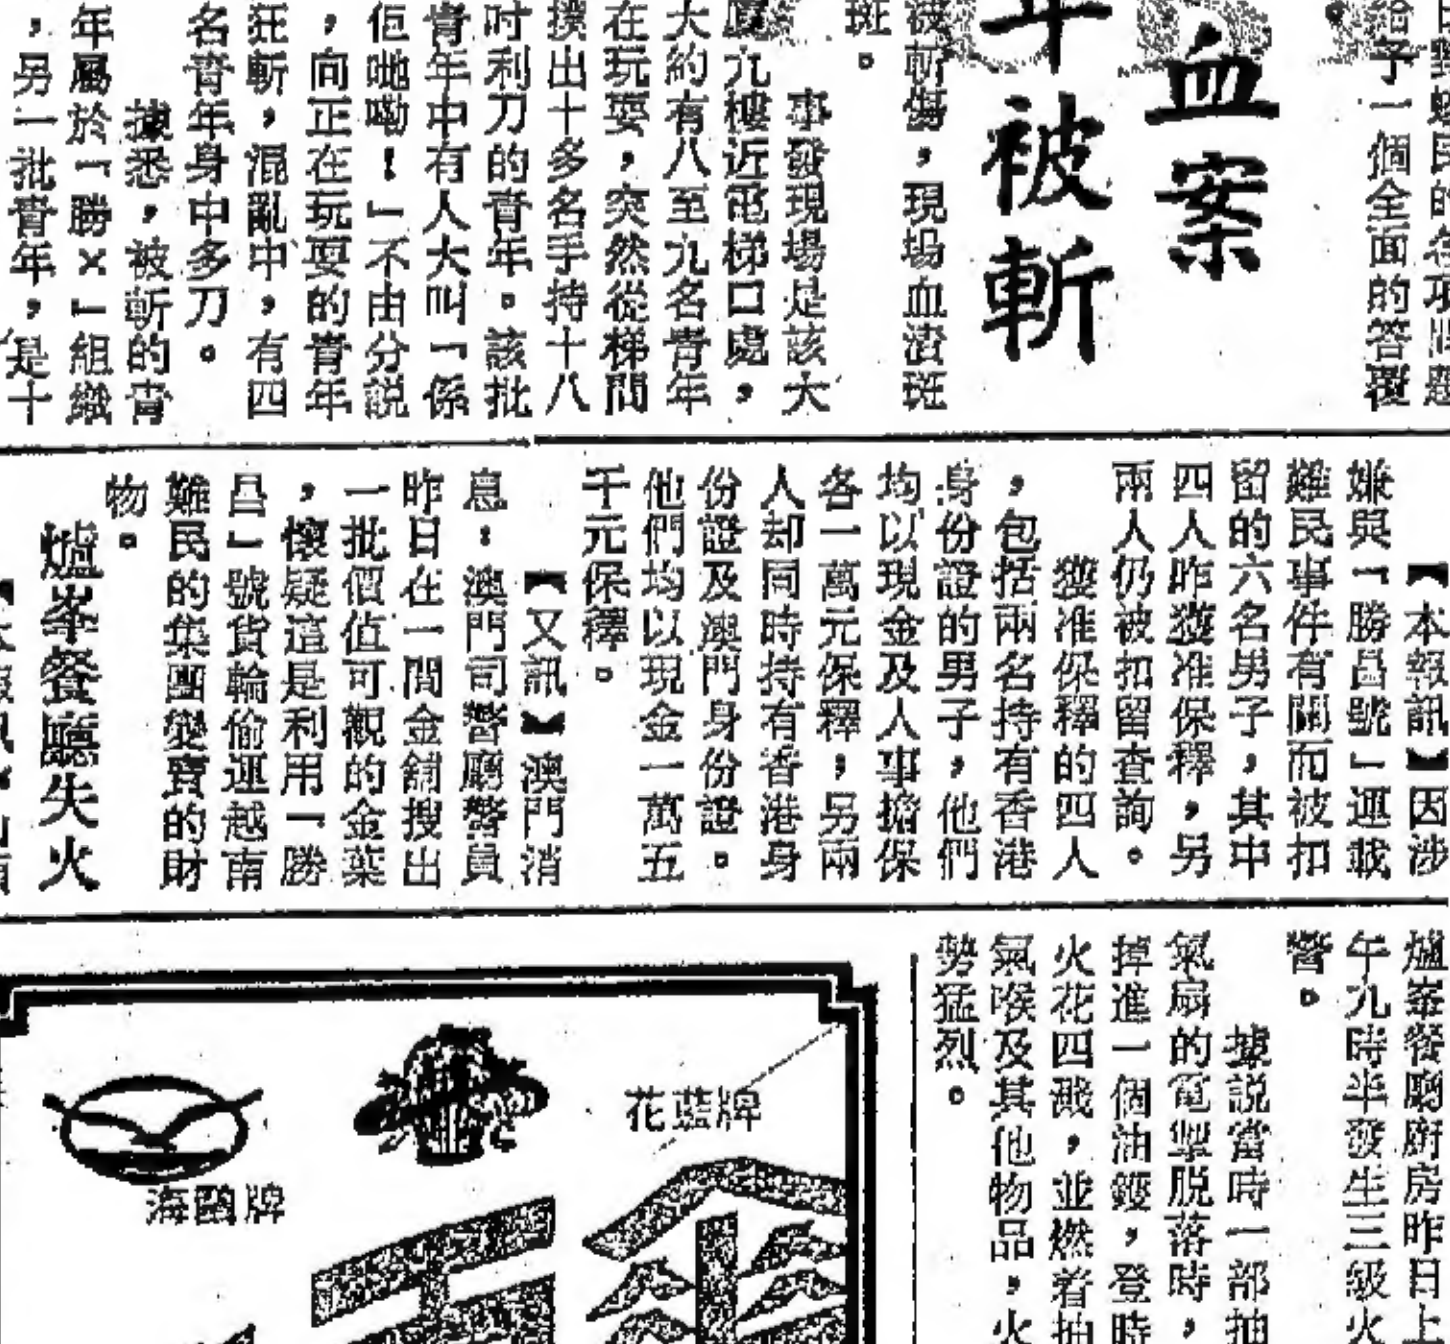 給予一個全面的答覆
血案
被斬
被斬傷，現場血漬斑
斑。
事發現場是該大
廈九樓近電梯口處，
大約有八至九名青年
在玩耍，突然從梯間
撲出十多名手持十八
吋利刀的青年。該批
青年中有人大叫「係
佢哋嘞！」不由分説
，向正在玩耍的青年
狂斬，混亂中，有四
名青年身中多刀。
據悉，被斬的青
年屬於「勝×」組織
，另一批青年，是十
【本報訊】因涉
嫌與「勝昌號」運載
難民事件有關而被扣
留的六名男子，其中
四人昨獲准保釋，另
兩人仍被扣留查詢。
獲准保釋的四人
，包括兩名持有香港
身份證的男子，他們
均以現金及人事擔保
各一萬元保釋；另兩
人却同時持有香港身
份證及澳門身份證。
他們均以現金一萬五
千元保釋。
【又訊】澳門消
息：澳門司警廳警員
昨日在一間金舖搜出
一批價值可觀的金葉
，懷疑這是利用「勝
昌」號貨輪偷運越南
難民的集團變賣的財
物。
爐峯餐廳失火
爐峯餐廳厨房昨日上
午九時半發生三級火
警。
據説當時一部抽
氣扇的電掣脱落時，
掉進一個油鑊，登時
火花四濺，並燃着抽
氣喉及其他物品，火
勢猛烈。
花藍牌
海鷗牌